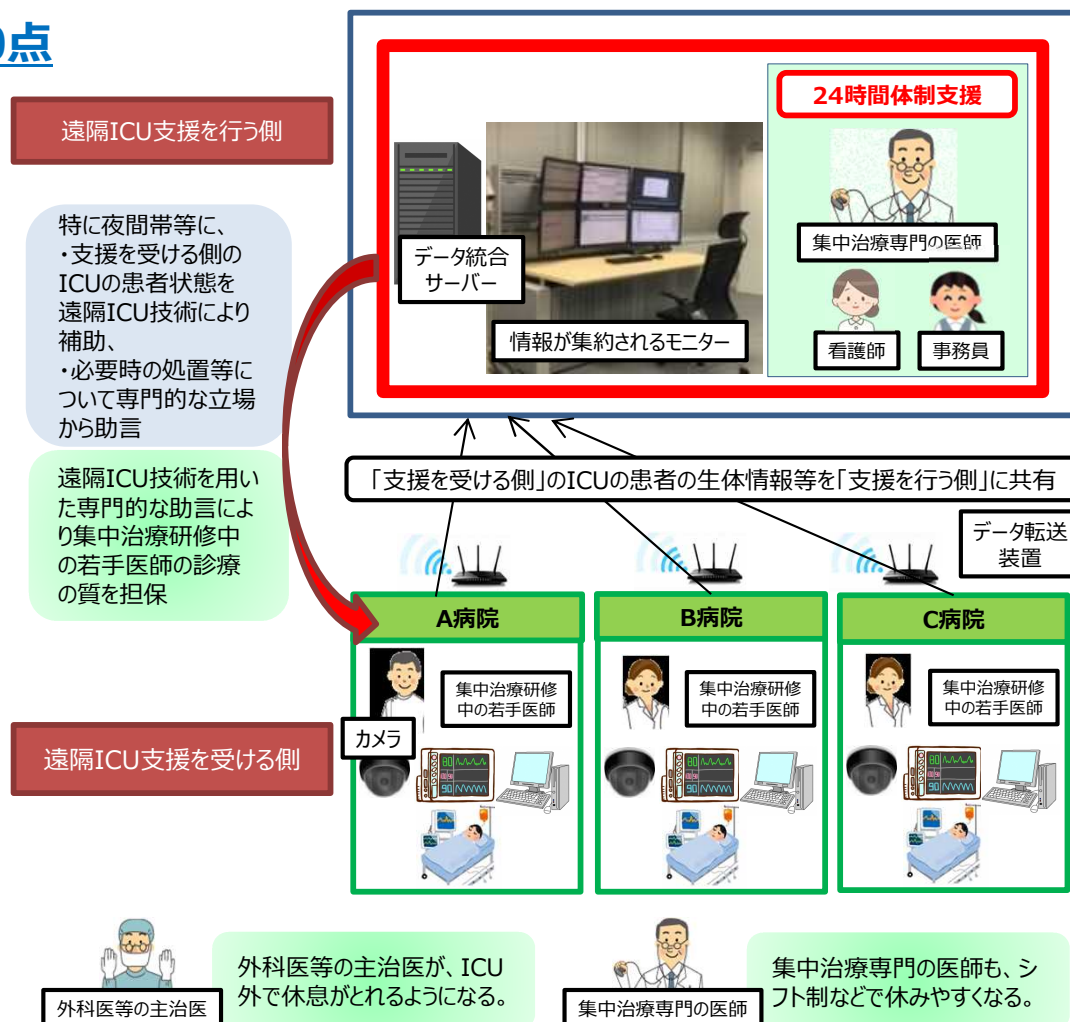 点
遠隔ICU支援を行う側
24時間体制支援
集中治療専門の医師
看護師
事務員
データ統合
サーバー
情報が集約されるモニター
特に夜間帯等に、
・支援を受ける側の
ICUの患者状態を
遠隔ICU技術により
補助、
・必要時の処置等に
ついて専門的な立場
から助言
遠隔ICU技術を用い
た専門的な助言によ
り集中治療研修中
の若手医師の診療
の質を担保
「支援を受ける側」のICUの患者の生体情報等を「支援を行う側」に共有
データ転送
装置
A病院
B病院
C病院
集中治療研修
中の若手医師
集中治療研修
中の若手医師
集中治療研修
中の若手医師
カメラ
遠隔ICU支援を受ける側
80
90
80
90
80
90
外科医等の主治医
外科医等の主治医が、ICU
外で休息がとれるようになる。
集中治療専門の医師
集中治療専門の医師も、シ
フト制などで休みやすくなる。